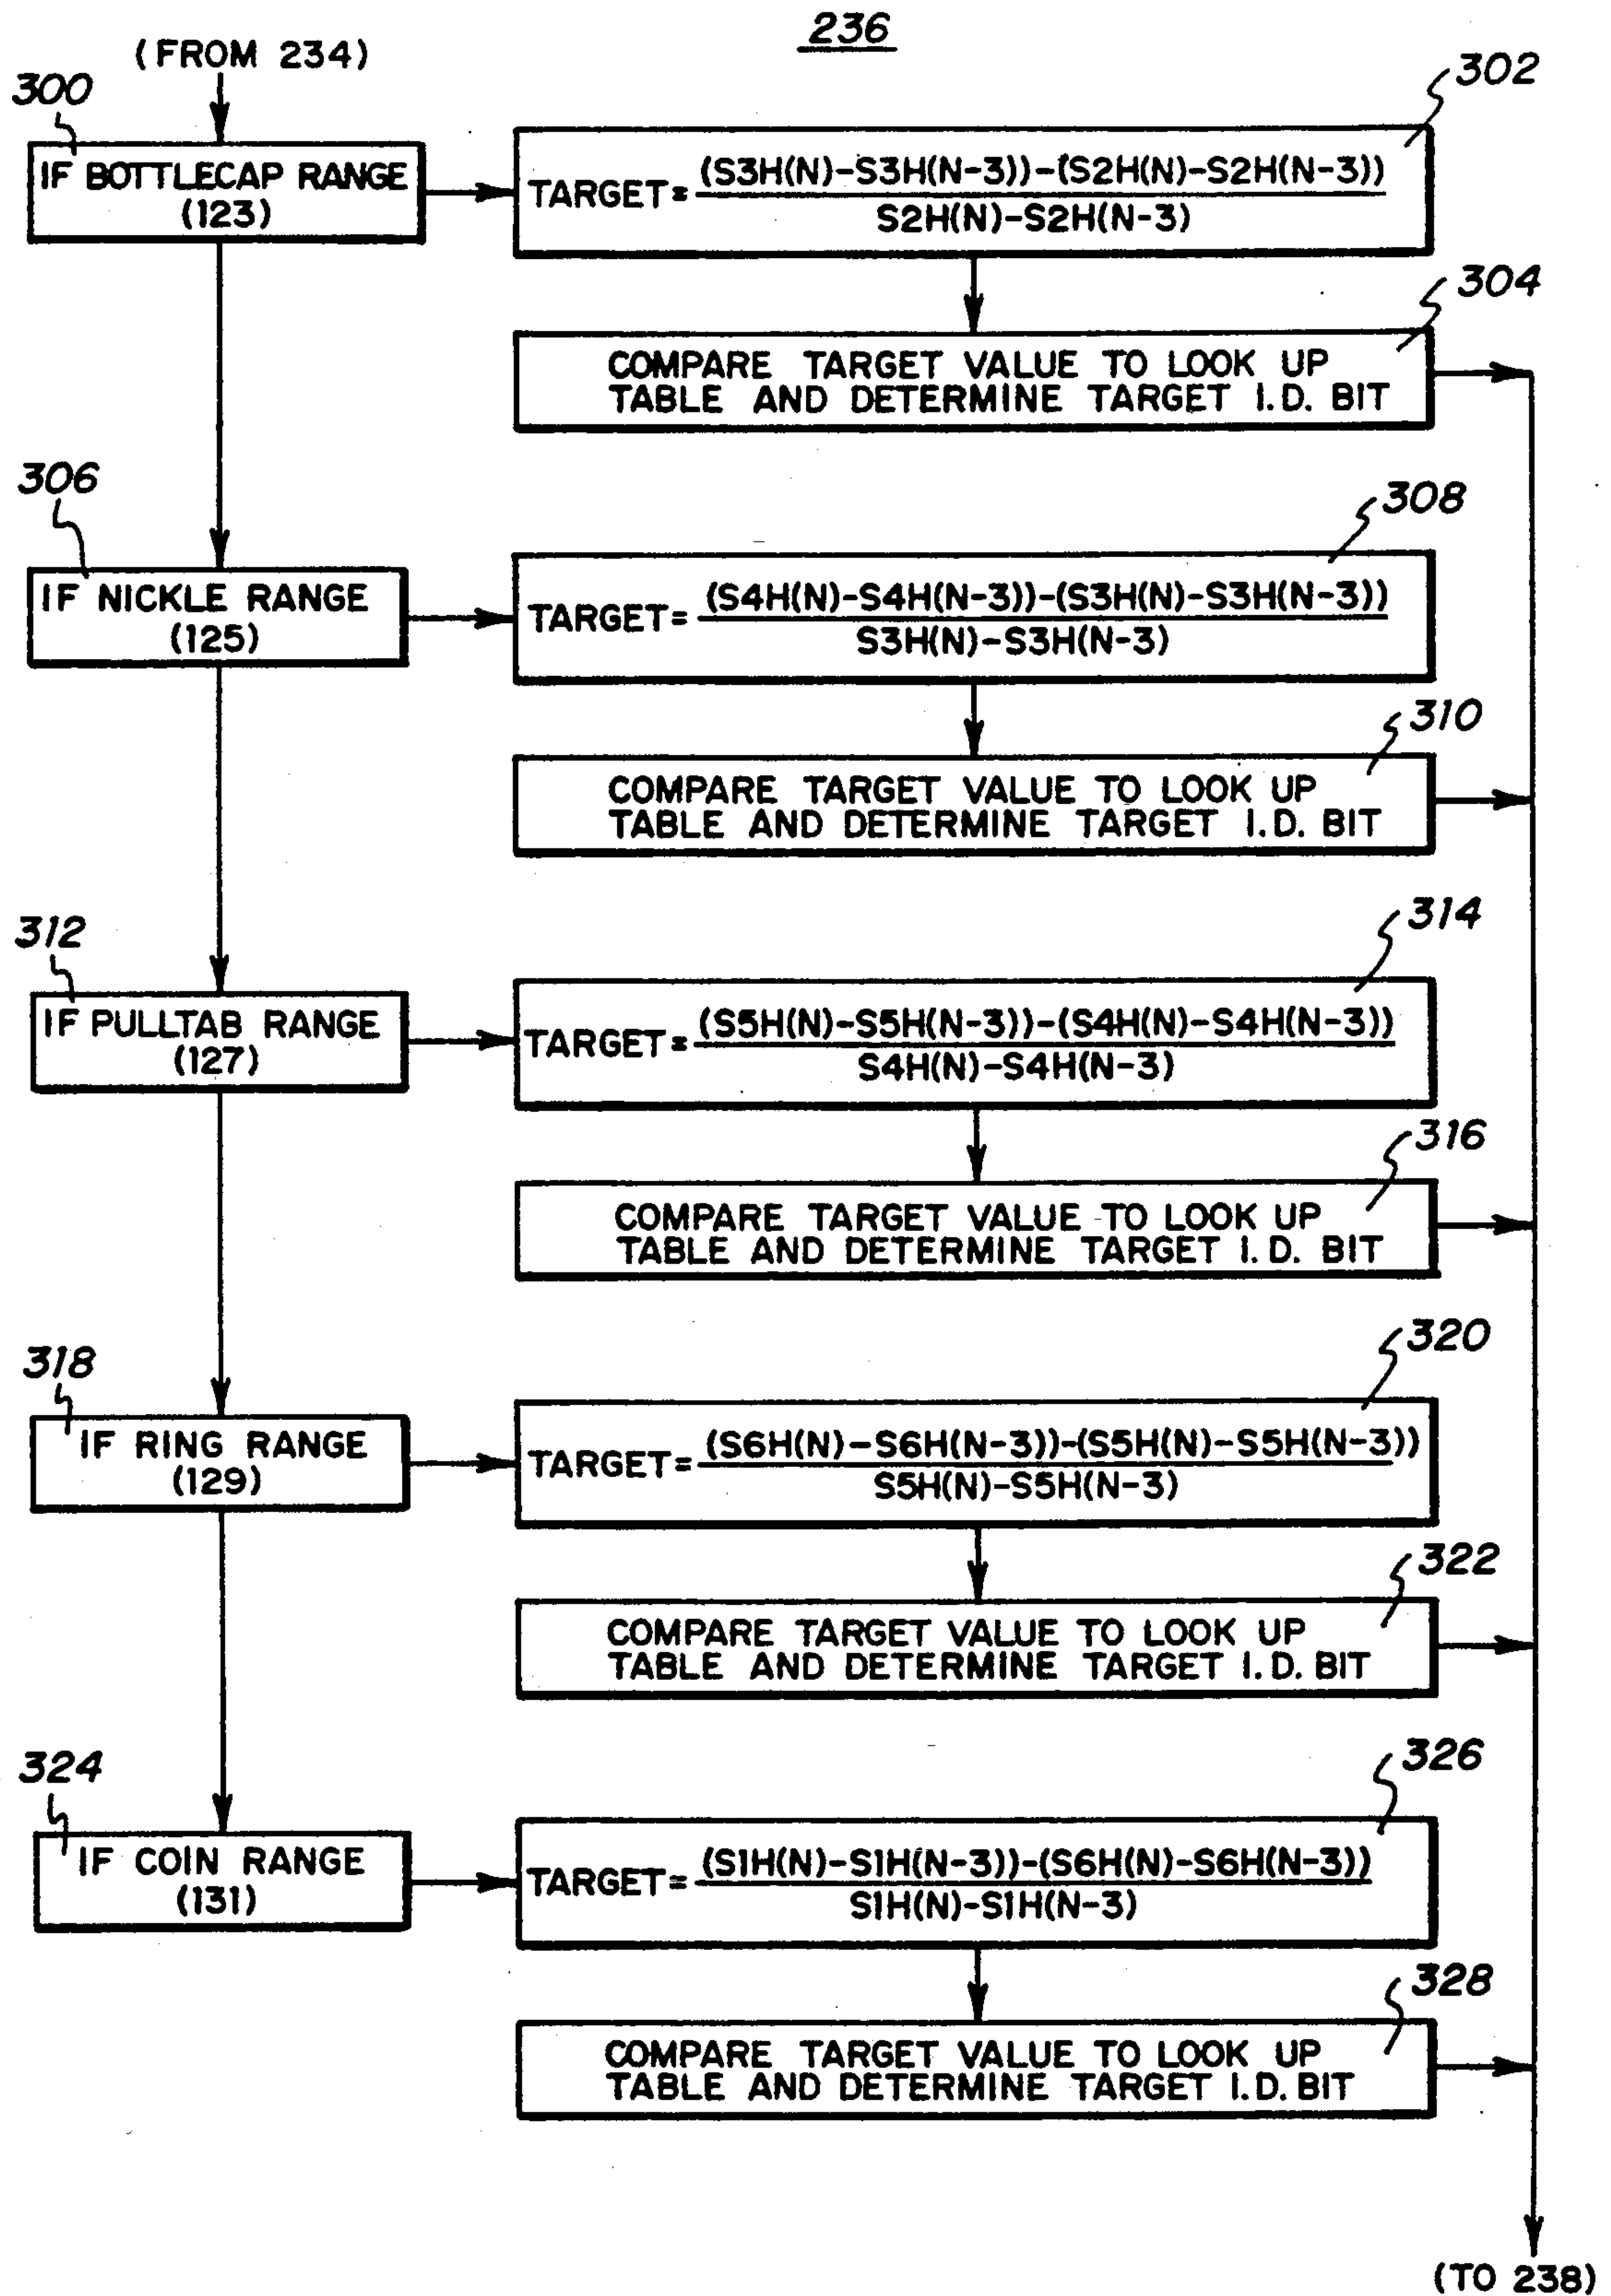 236
(FROM 234)
300
IF BOTTLECAP RANGE
(123)
302
TARGET= (S3H(N)-S3H(N-3))-(S2H(N)-S2H(N-3))
S2H(N)-S2H(N-3)
304
COMPARE TARGET VALUE TO LOOK UP
TABLE AND DETERMINE TARGET I.D. BIT
306
IF NICKLE RANGE
(125)
308
TARGET= (S4H(N)-S4H(N-3))-(S3H(N)-S3H(N-3))
S3H(N)-S3H(N-3)
310
COMPARE TARGET VALUE TO LOOK UP
TABLE AND DETERMINE TARGET I.D. BIT
312
IF PULLTAB RANGE
(127)
314
TARGET= (S5H(N)-S5H(N-3))-(S4H(N)-S4H(N-3))
S4H(N)-S4H(N-3)
316
COMPARE TARGET VALUE TO LOOK UP
TABLE AND DETERMINE TARGET I.D. BIT
318
IF RING RANGE
(129)
320
TARGET= (S6H(N)-S6H(N-3))-(S5H(N)-S5H(N-3))
S5H(N)-S5H(N-3)
322
COMPARE TARGET VALUE TO LOOK UP
TABLE AND DETERMINE TARGET I.D. BIT
324
IF COIN RANGE
(131)
326
TARGET= (S1H(N)-S1H(N-3))-(S6H(N)-S6H(N-3))
S1H(N)-S1H(N-3)
328
COMPARE TARGET VALUE TO LOOK UP
TABLE AND DETERMINE TARGET I.D. BIT
(TO 238)